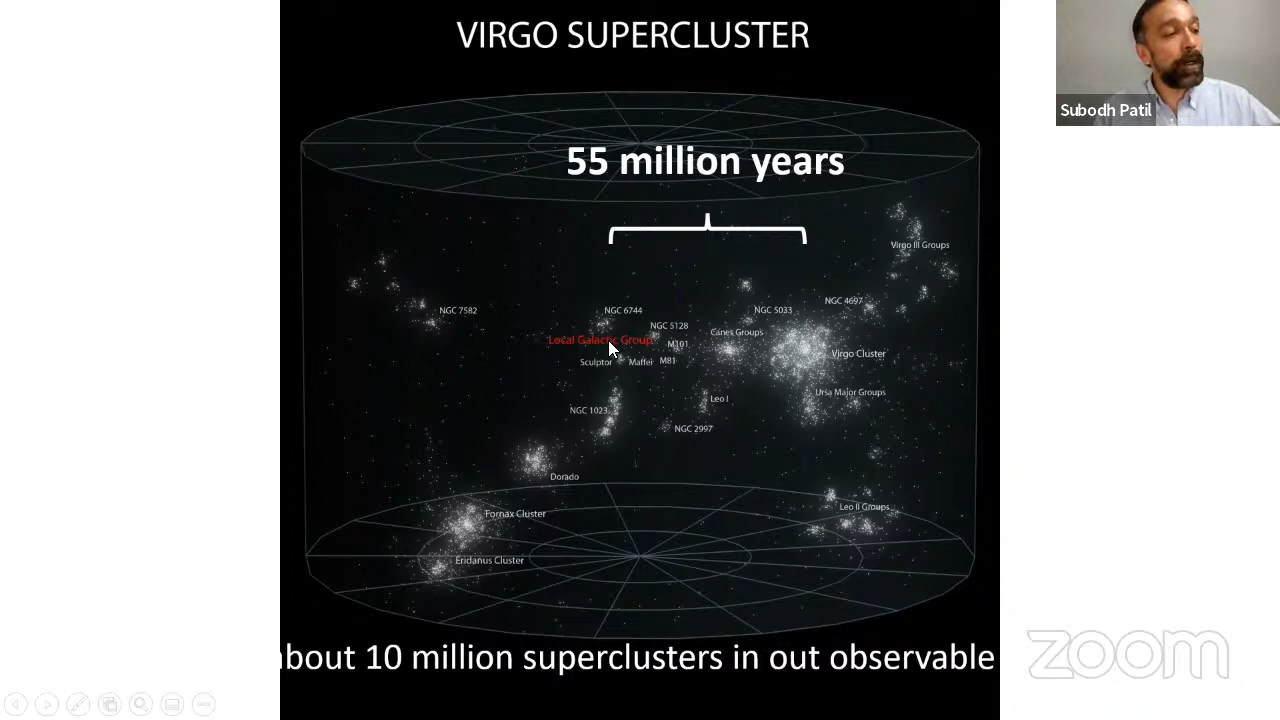 VIRGO SUPERCLUSTER
Subodh Patil
55 million years
Virgo III Groups
NGC 7582
NGC 6744
NGC 5033
NGC 4697
NGC 5128
Canes Groups
Local Galactic Group
M101
Virgo Cluster
Sculptor
Maffei
M81
Ursa Major Groups
Leo I
NGC 1023
NGC 2997
Dorado
Leo II Groups
Fornax Cluster
Eridanus Cluster
about 10 million superclusters in out observable
zoom